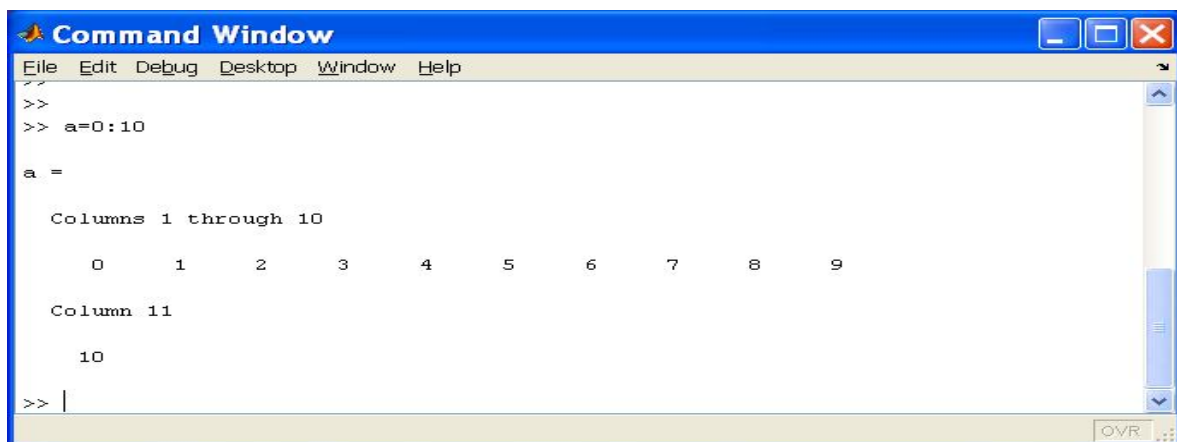 Command Window
File Edit Debug Desktop Window Help
>>
>>
>> a=0:10
a =
Columns 1 through 10
0 1 2 3 4 5 6 7 8 9
Column 11
10
>>
OVR